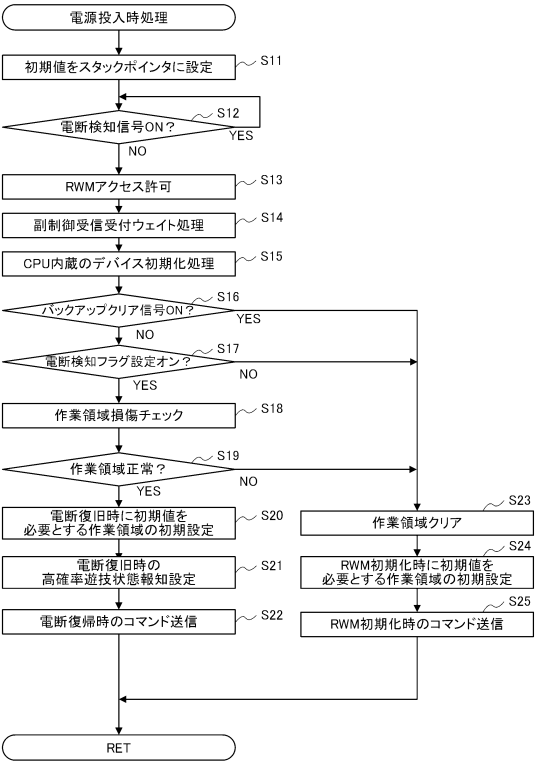 電源投入時処理
初期値をスタックポインタに設定
S11
電断検知信号ON？
S12
YES
NO
RWMアクセス許可
S13
副制御受信受付ウェイト処理
S14
CPU内蔵のデバイス初期化処理
S15
バックアップクリア信号ON？
S16
YES
NO
電断検知フラグ設定オン？
S17
NO
YES
作業領域損傷チェック
S18
作業領域正常？
S19
NO
YES
電断復旧時に初期値を
必要とする作業領域の初期設定
S20
電断復旧時の
高確率遊技状態報知設定
S21
電断復帰時のコマンド送信
S22
作業領域クリア
S23
RWM初期化時に初期値を
必要とする作業領域の初期設定
S24
RWM初期化時のコマンド送信
S25
RET